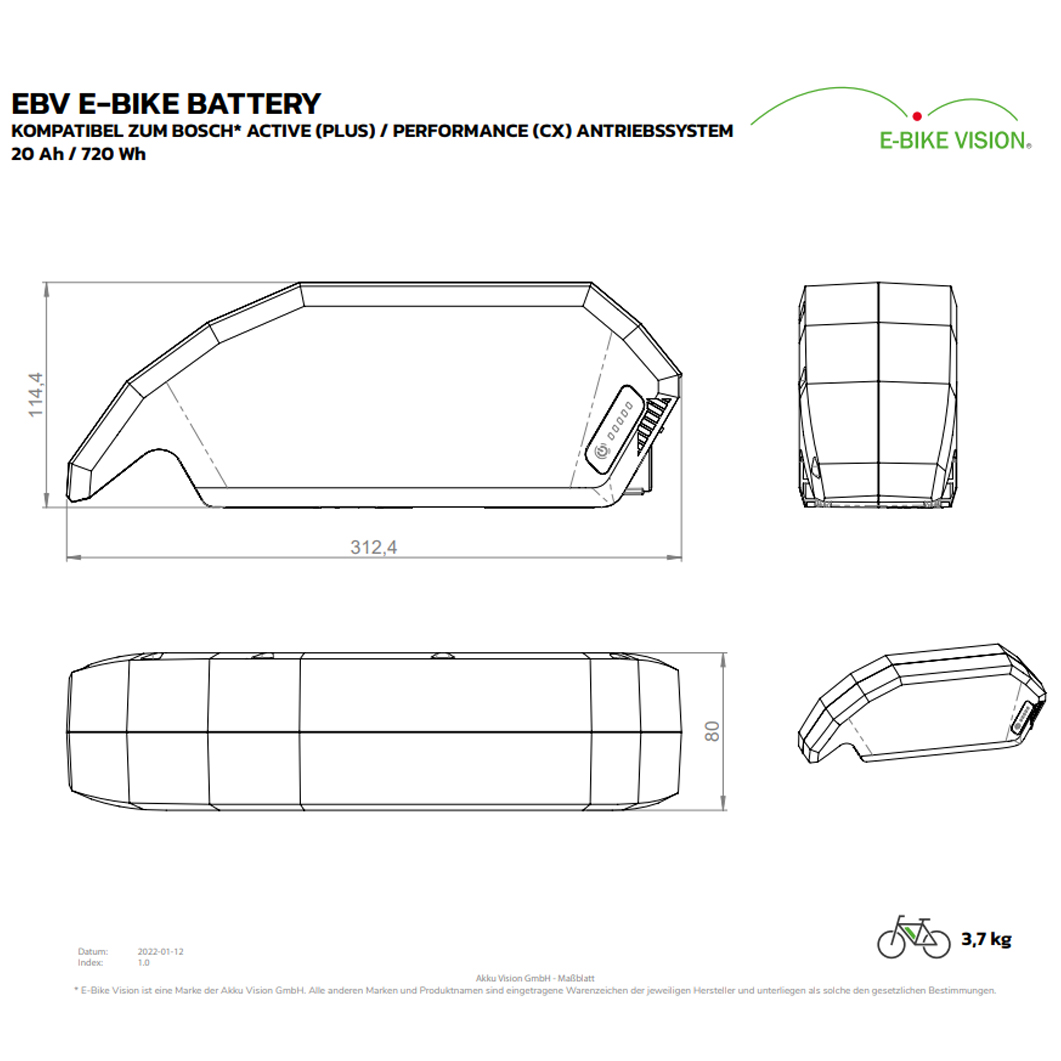 EBV E-BIKE BATTERY
KOMPATIBEL ZUM BOSCH* ACTIVE (PLUS) / PERFORMANCE (CX) ANTRIEBSSYSTEM
20 Ah / 720 Wh
E-BIKE VISION®
114,4
312,4
80
3,7 kg
Datum: 2022-01-12
Index: 1.0
Akku Vision GmbH - Maßblatt
* E-Bike Vision ist eine Marke der Akku Vision GmbH. Alle anderen Marken und Produktnamen sind eingetragene Warenzeichen der jeweiligen Hersteller und unterliegen als solche den gesetzlichen Bestimmungen.